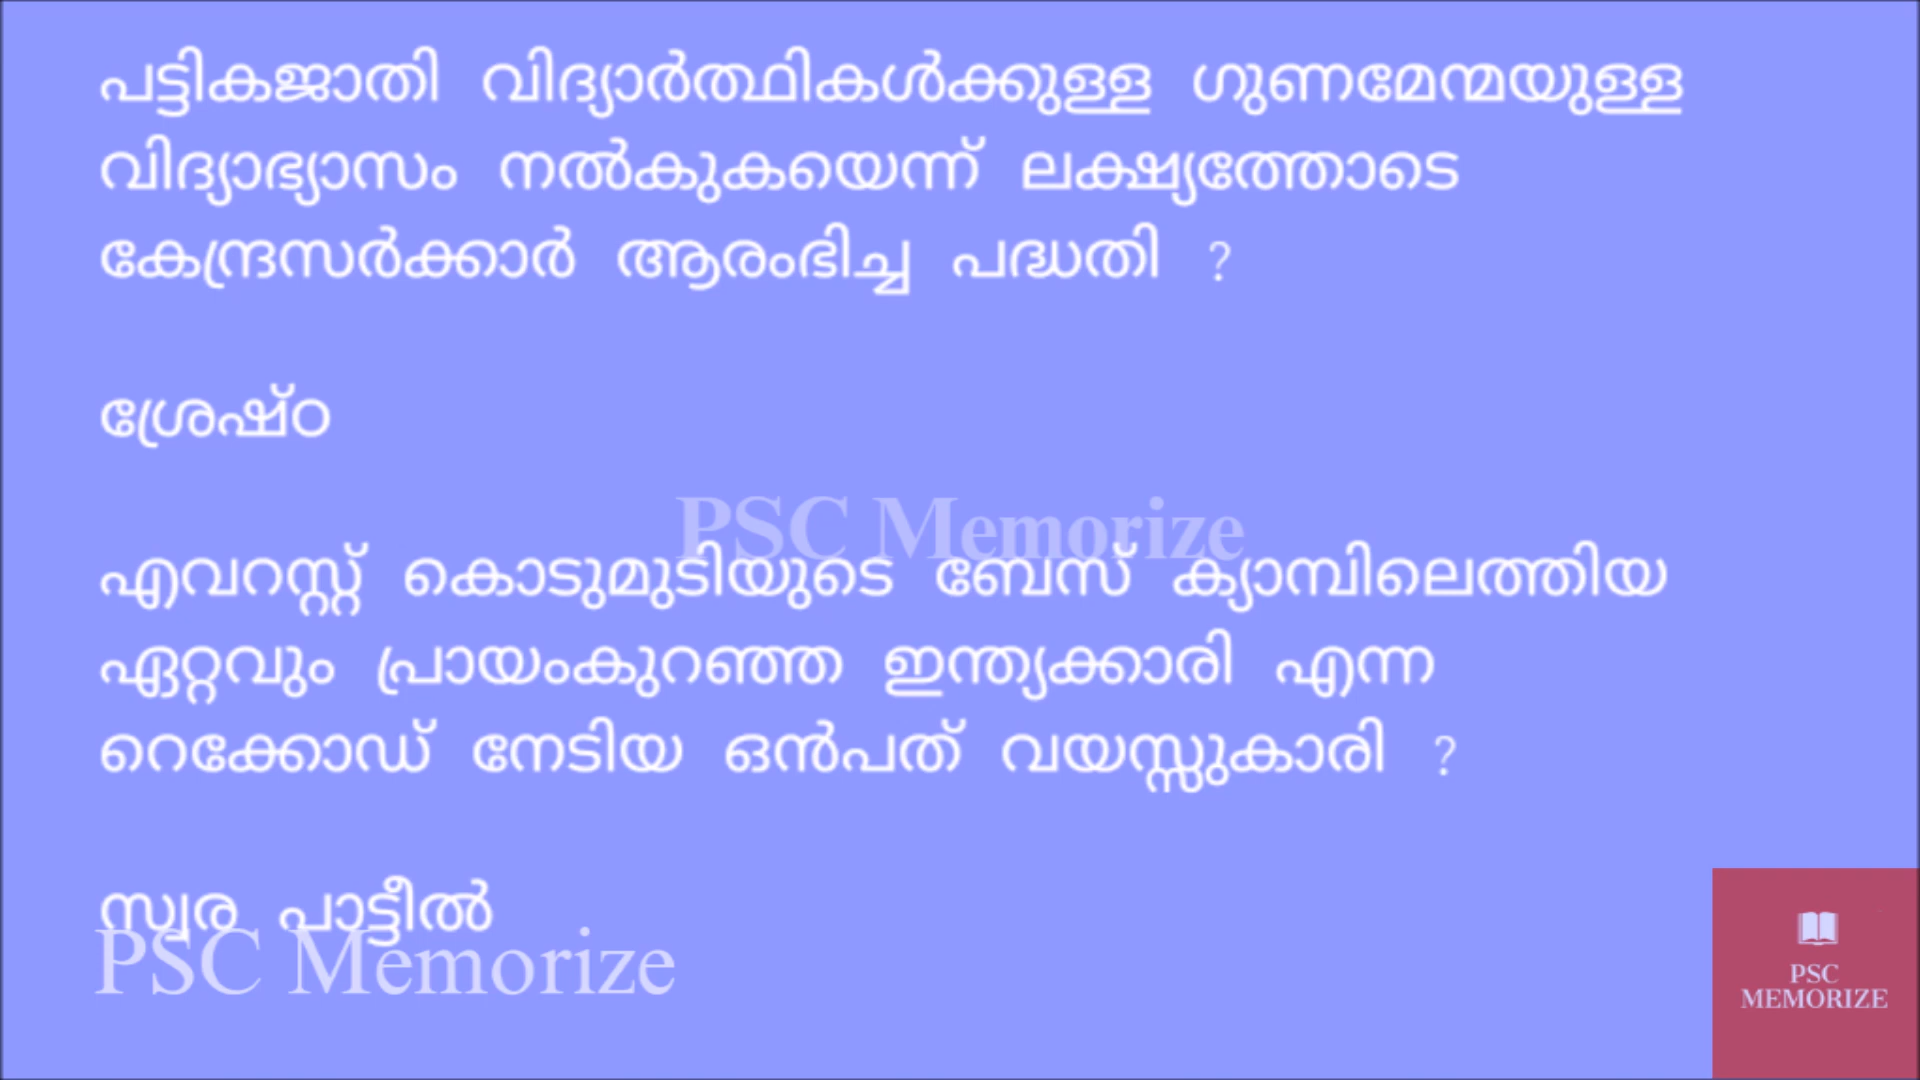 പട്ടികജാതി വിദ്യാർത്ഥികൾക്കുള്ള ഗുണമേന്മയുള്ള
വിദ്യാഭ്യാസം നൽകുകയെന്ന് ലക്ഷ്യത്തോടെ
കേന്ദ്രസർക്കാർ ആരംഭിച്ച പദ്ധതി ?
ശ്രേഷ്ഠ
PSC Memorize
എവറസ്റ്റ് കൊടുമുടിയുടെ ബേസ് ക്യാമ്പിലെത്തിയ
ഏറ്റവും പ്രായംകുറഞ്ഞ ഇന്ത്യക്കാരി എന്ന
റെക്കോഡ് നേടിയ ഒൻപത് വയസ്സുകാരി ?
സ്വര പാട്ടീൽ
PSC Memorize
PSC
MEMORIZE